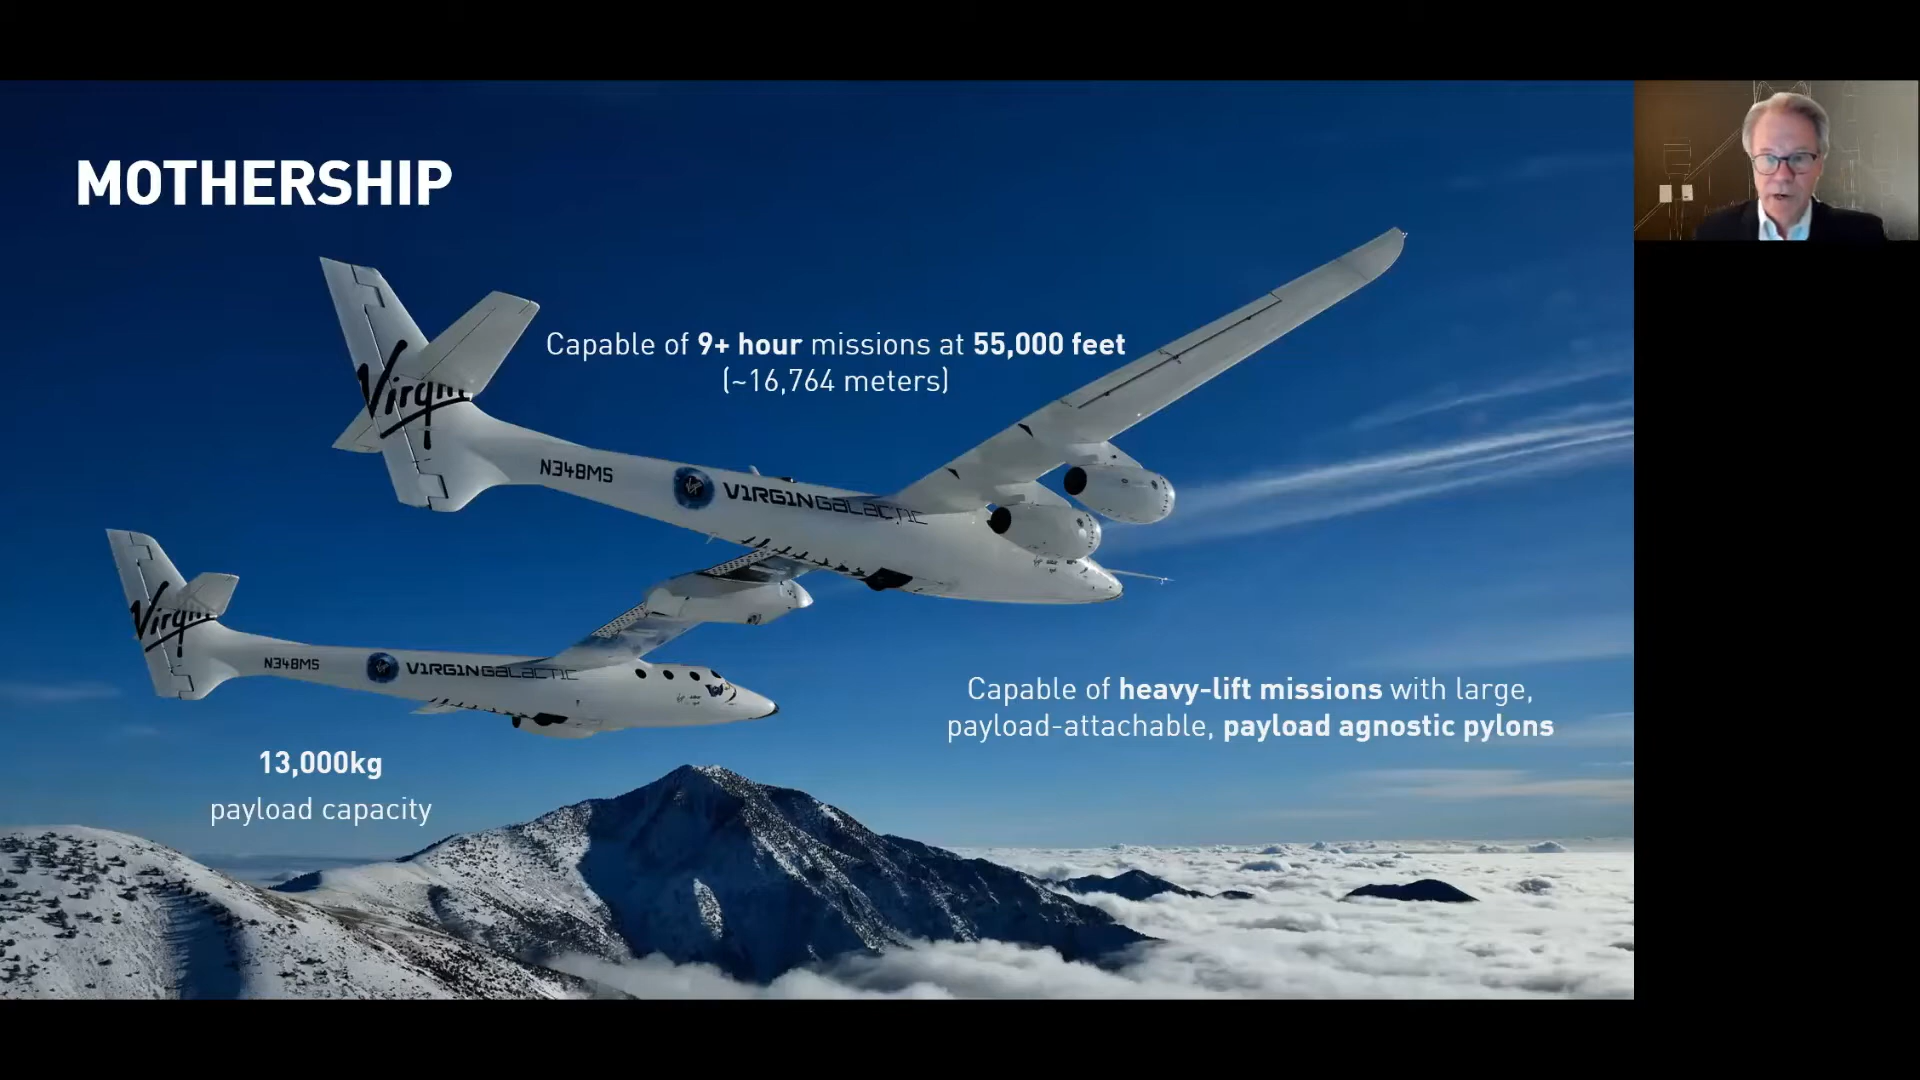 MOTHERSHIP
Capable of 9+ hour missions at 55,000 feet
(~16,764 meters)
Virgin
N348MS
Virgin
VIRGIN GALACTIC
Virgin
N348MS
VIRGIN GALACTIC
Capable of heavy-lift missions with large,
payload-attachable, payload agnostic pylons
13,000kg
payload capacity